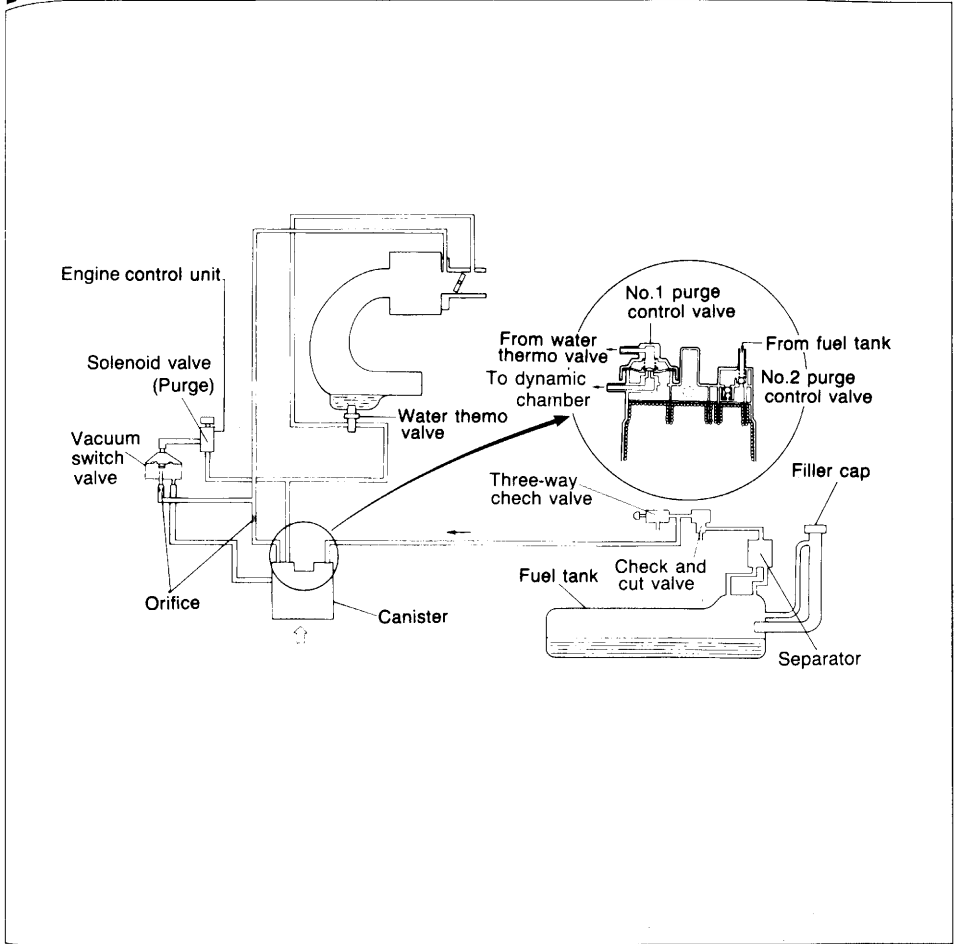 Engine control unit
Solenoid valve
(Purge)
Vacuum
switch
valve
Orifice
Water themo
valve
Canister
No.1 purge
control valve
From water
thermo valve
To dynamic
chamber
From fuel tank
No.2 purge
control valve
Three-way
chech valve
Filler cap
Check and
cut valve
Fuel tank
Separator